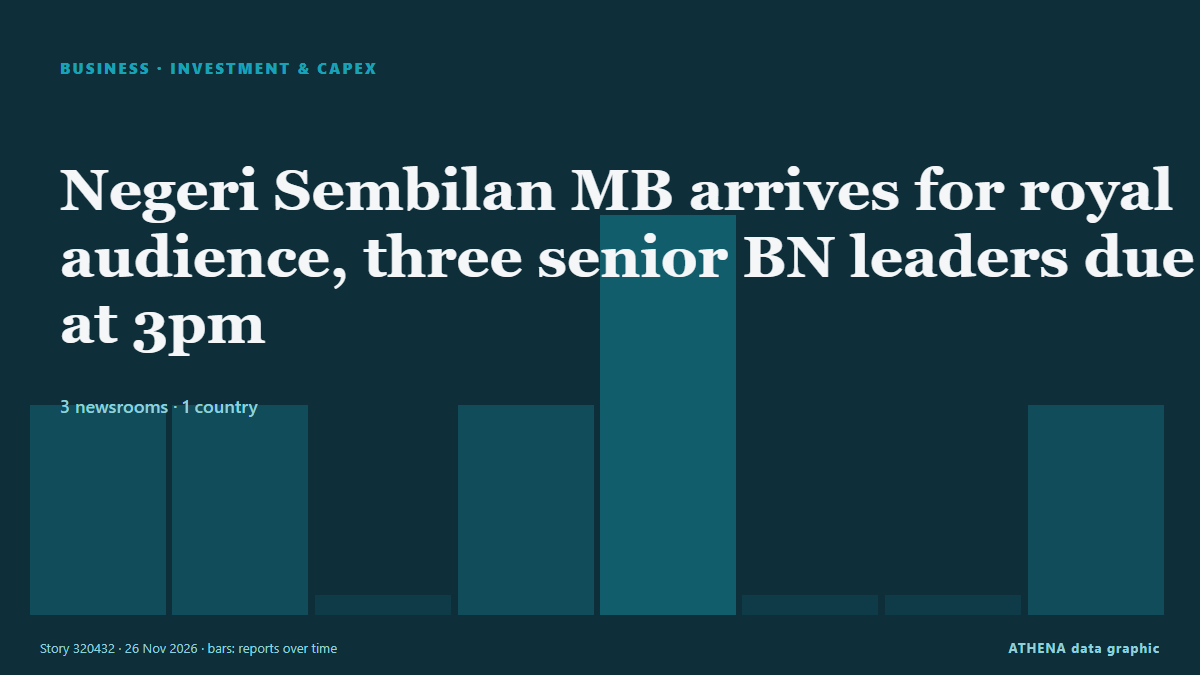 BUSINESS · INVESTMENT & CAPEX
Negeri Sembilan MB arrives for royal
audience, three senior BN leaders due
at 3pm
3 newsrooms · 1 country
Story 320432 · 26 Nov 2026 · bars: reports over time
ATHENA data graphic